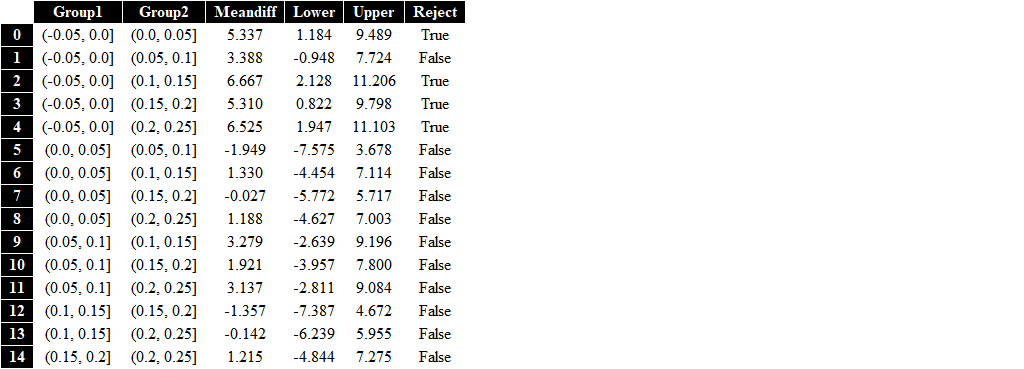 Group1 Group2 Meandiff Lower Upper Reject
0 (-0.05, 0.0] (0.0, 0.05] 5.337 1.184 9.489 True
1 (-0.05, 0.0] (0.05, 0.1] 3.388 -0.948 7.724 False
2 (-0.05, 0.0] (0.1, 0.15] 6.667 2.128 11.206 True
3 (-0.05, 0.0] (0.15, 0.2] 5.310 0.822 9.798 True
4 (-0.05, 0.0] (0.2, 0.25] 6.525 1.947 11.103 True
5 (0.0, 0.05] (0.05, 0.1] -1.949 -7.575 3.678 False
6 (0.0, 0.05] (0.1, 0.15] 1.330 -4.454 7.114 False
7 (0.0, 0.05] (0.15, 0.2] -0.027 -5.772 5.717 False
8 (0.0, 0.05] (0.2, 0.25] 1.188 -4.627 7.003 False
9 (0.05, 0.1] (0.1, 0.15] 3.279 -2.639 9.196 False
10 (0.05, 0.1] (0.15, 0.2] 1.921 -3.957 7.800 False
11 (0.05, 0.1] (0.2, 0.25] 3.137 -2.811 9.084 False
12 (0.1, 0.15] (0.15, 0.2] -1.357 -7.387 4.672 False
13 (0.1, 0.15] (0.2, 0.25] -0.142 -6.239 5.955 False
14 (0.15, 0.2] (0.2, 0.25] 1.215 -4.844 7.275 False